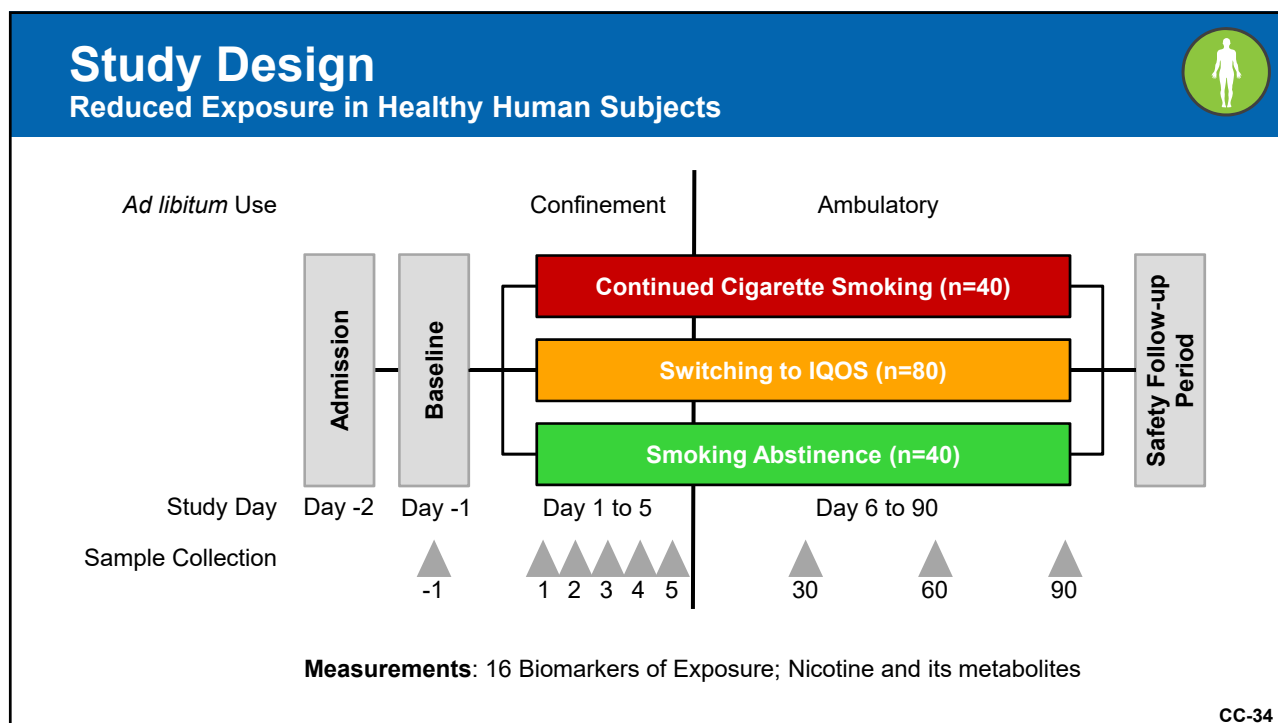 Study Design
Reduced Exposure in Healthy Human Subjects
Ad libitum Use
Confinement
Ambulatory
Admission
Baseline
Continued Cigarette Smoking (n=40)
Switching to IQOS (n=80)
Smoking Abstinence (n=40)
Safety Follow-up
Period
Study Day
Day -2
Day -1
Day 1 to 5
Day 6 to 90
Sample Collection
-1
1
2
3
4
5
30
60
90
Measurements: 16 Biomarkers of Exposure; Nicotine and its metabolites
CC-34